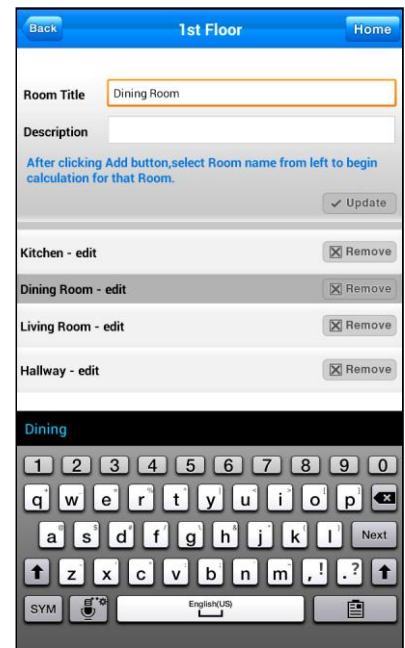 Back 1st Floor Home
Room Title Dining Room
Description
After clicking Add button,select Room name from left to begin
calculation for that Room.
Update
Kitchen - edit Remove
Dining Room - edit Remove
Living Room - edit Remove
Hallway - edit Remove
Dining
1 2 3 4 5 6 7 8 9 0
q w e r t y u i o p
a s d f g h j k l Next
z x c v b n m , ! . ?
SYM English(US)